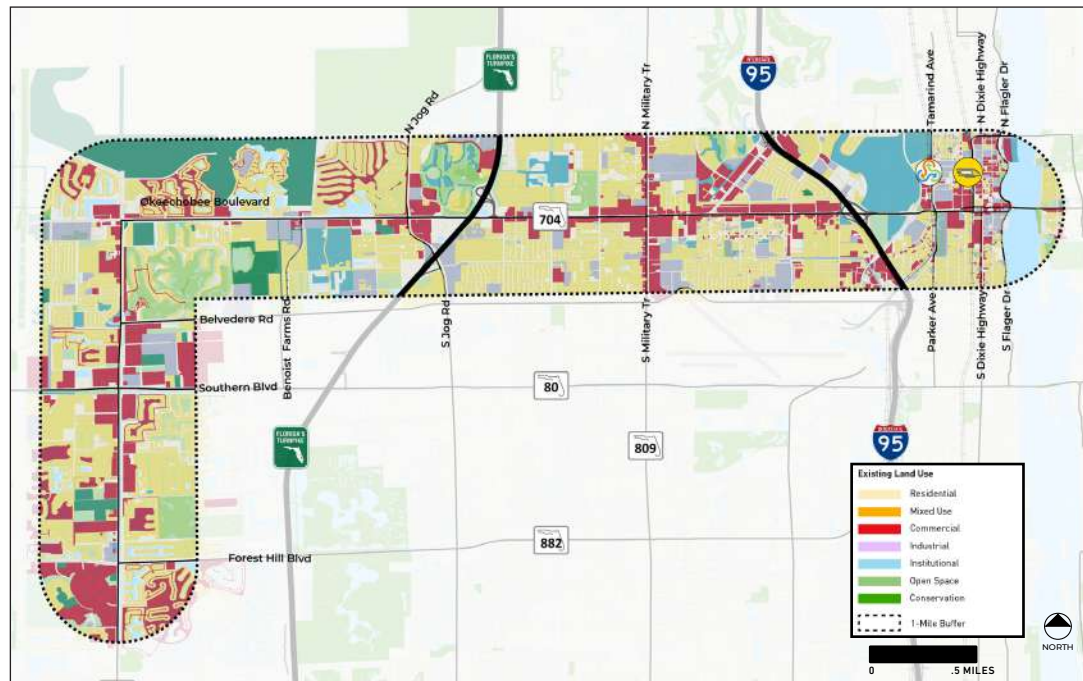 FLORIDA'S
TURNPIKE
95
N Jog Rd
N Military Tr
Tamarind Ave
N Dixie Highway
N Flagler Dr
Okeechobee Boulevard
704
Benoist Farms Rd
Belvedere Rd
S Jog Rd
S Military Tr
Parker Ave
S Dixie Highway
S Flager Dr
Southern Blvd
80
FLORIDA'S
TURNPIKE
809
95
882
Forest Hill Blvd
Existing Land Use
Residential
Mixed Use
Commercial
Industrial
Institutional
Open Space
Conservation
1-Mile Buffer
NORTH
0 .5 MILES